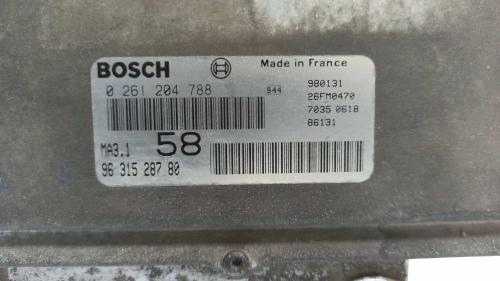 BOSCH Made in France
0 261 204 788 944 980131
26FM0470
7035 0618
86131
MA3.1 58
96 315 287 80